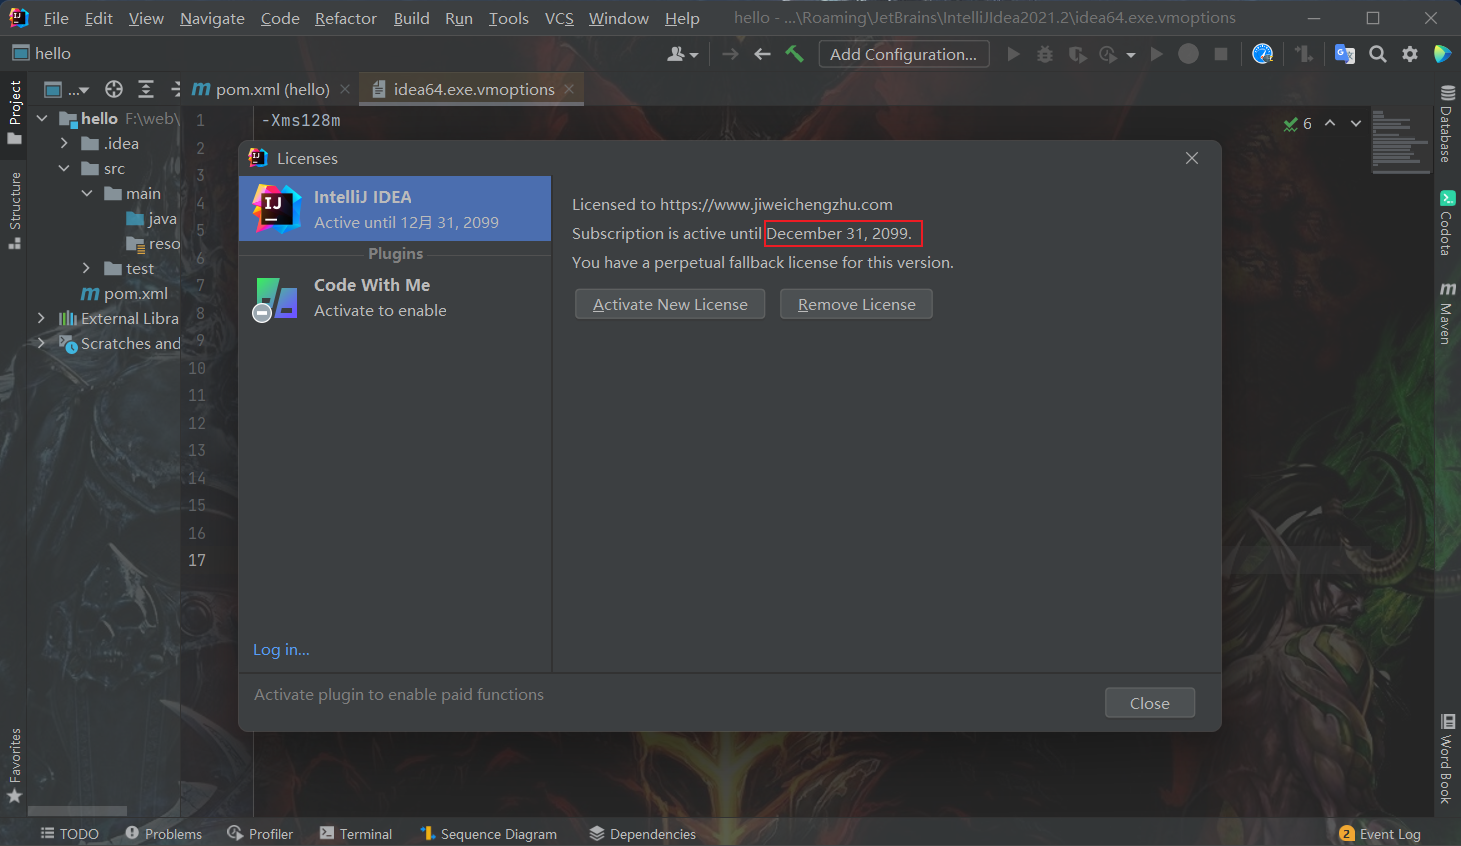 File Edit View Navigate Code Refactor Build Run Tools VCS Window Help hello - ...\Roaming\JetBrains\IntelliJIdea2021.2\idea64.exe.vmoptions
hello
Add Configuration...
Project
...
pom.xml (hello)
idea64.exe.vmoptions
hello F:\web\
.idea
src
main
java
reso
test
pom.xml
External Libra
Scratches and
1
2
3
4
5
6
7
8
9
10
11
12
13
14
15
16
17
-Xms128m
6
Licenses
IntelliJ IDEA
Active until 12月 31, 2099
Plugins
Code With Me
Activate to enable
Log in...
Licensed to https://www.jiweichengzhu.com
Subscription is active until December 31, 2099.
You have a perpetual fallback license for this version.
Activate New License
Remove License
Activate plugin to enable paid functions
Close
Structure
Favorites
Database
Codota
Maven
Word Book
TODO
Problems
Profiler
Terminal
Sequence Diagram
Dependencies
2 Event Log